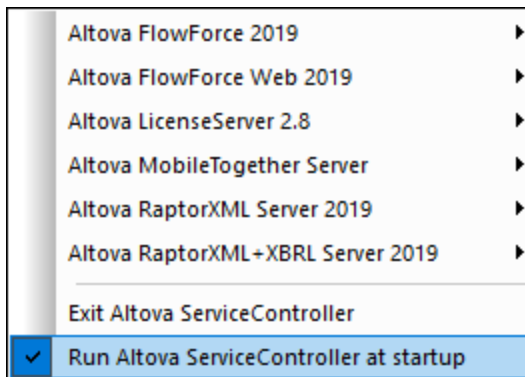 Altova FlowForce 2019
Altova FlowForce Web 2019
Altova LicenseServer 2.8
Altova MobileTogether Server
Altova RaptorXML Server 2019
Altova RaptorXML+XBRL Server 2019
Exit Altova ServiceController
Run Altova ServiceController at startup